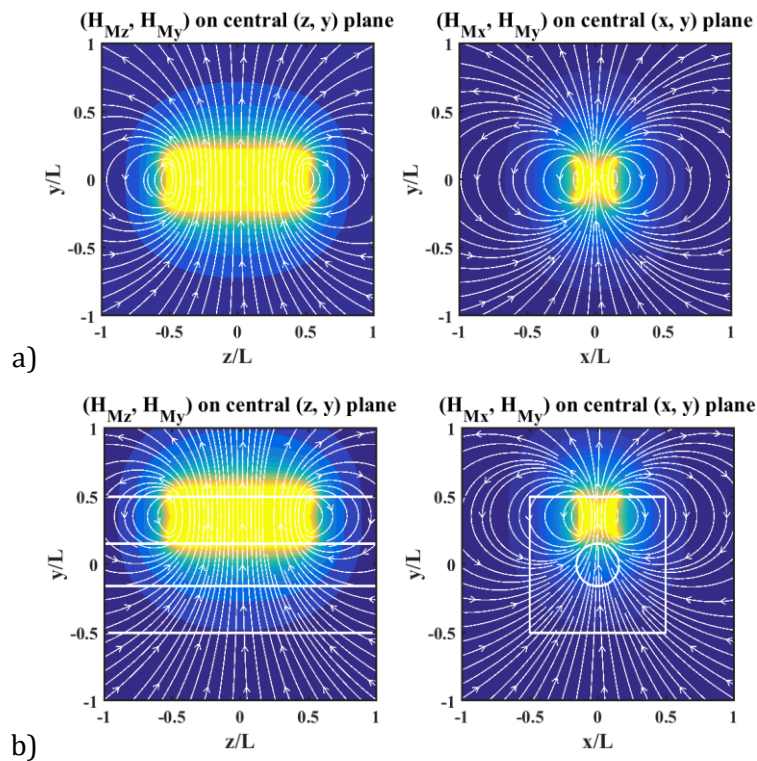 (H_Mz, H_My) on central (z, y) plane
(H_Mx, H_My) on central (x, y) plane
1
0.5
0
-0.5
-1
y/L
-1 -0.5 0 0.5 1
z/L
1
0.5
0
-0.5
-1
y/L
-1 -0.5 0 0.5 1
x/L
a)
(H_Mz, H_My) on central (z, y) plane
(H_Mx, H_My) on central (x, y) plane
1
0.5
0
-0.5
-1
y/L
-1 -0.5 0 0.5 1
z/L
1
0.5
0
-0.5
-1
y/L
-1 -0.5 0 0.5 1
x/L
b)